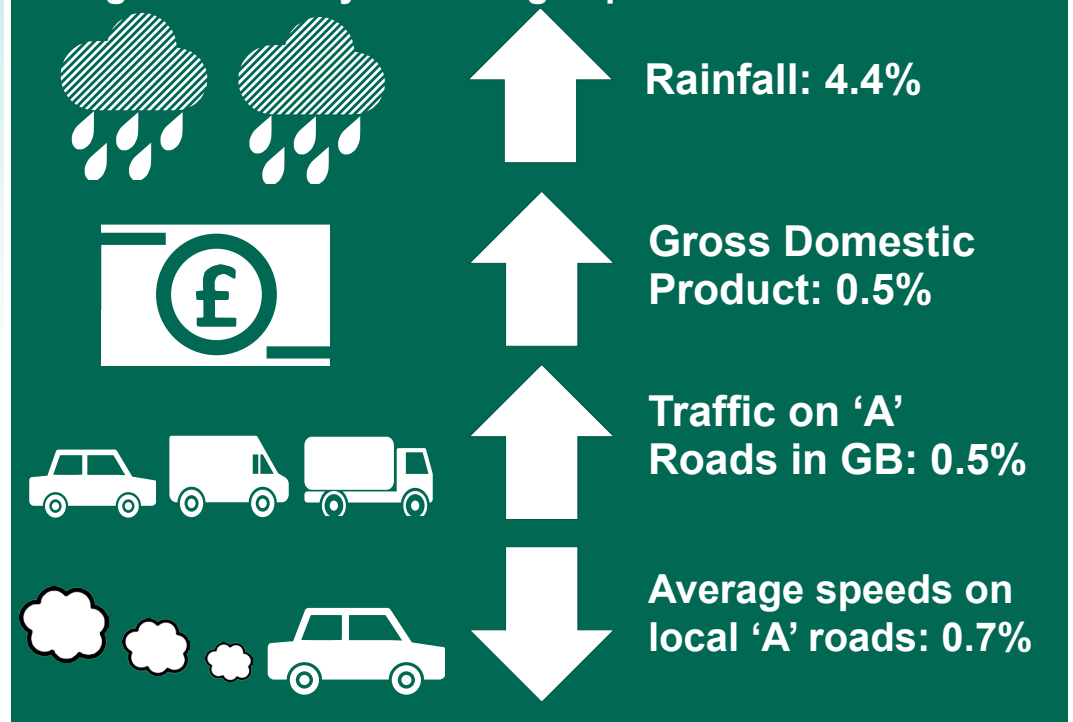 Rainfall: 4.4%
£
Gross Domestic
Product: 0.5%
Traffic on ‘A’
Roads in GB: 0.5%
Average speeds on
local ‘A’ roads: 0.7%